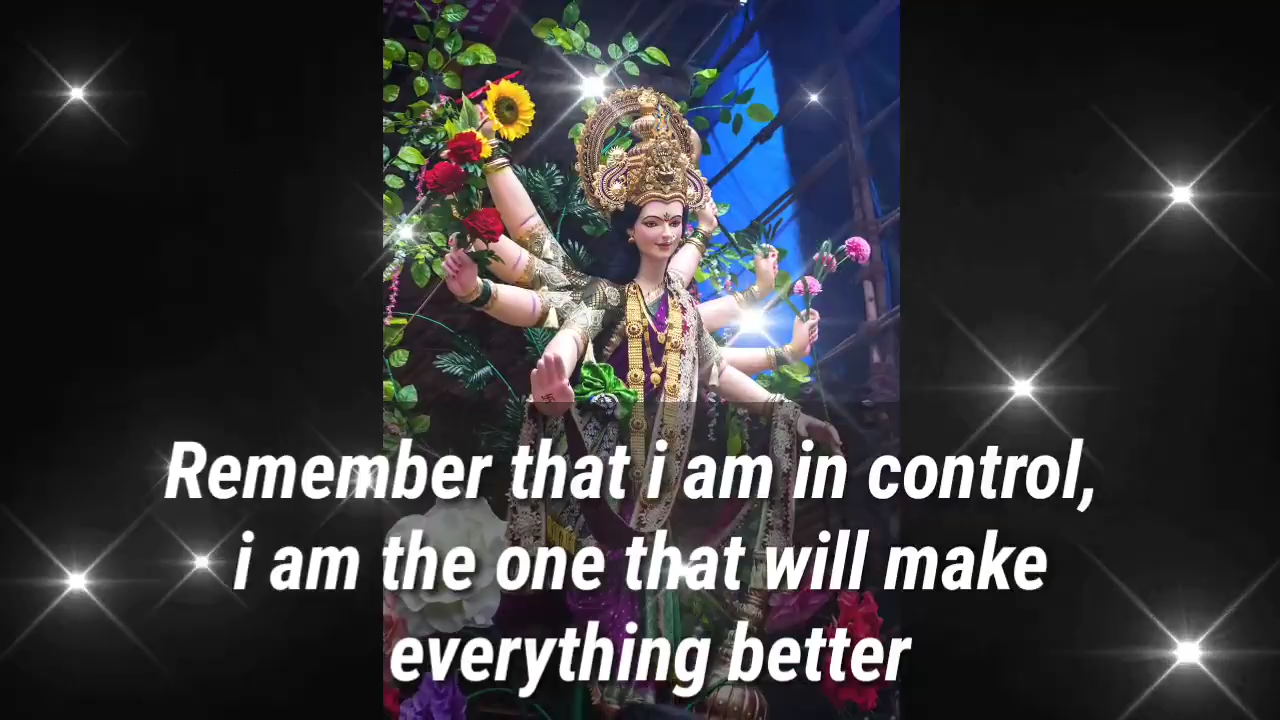 Remember that i am in control,
i am the one that will make
everything better